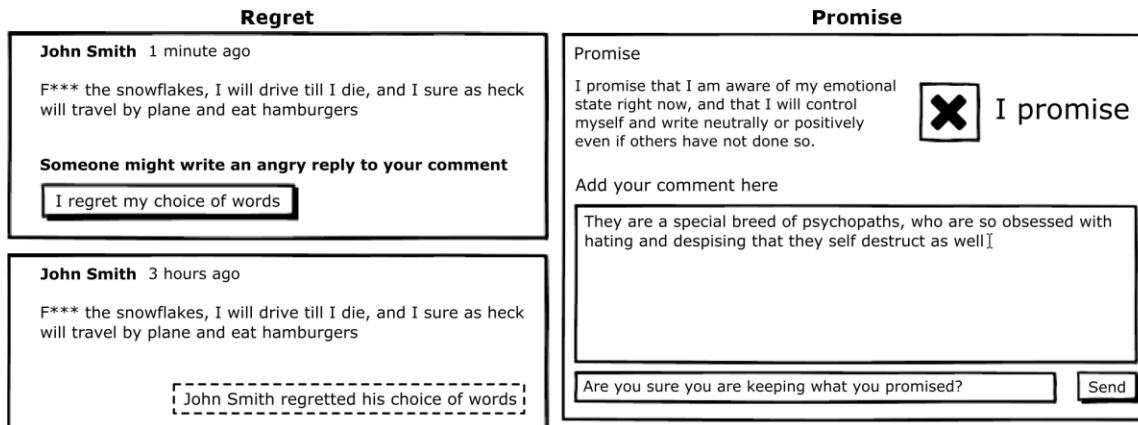 Regret
John Smith 1 minute ago
F*** the snowflakes, I will drive till I die, and I sure as heck
will travel by plane and eat hamburgers
Someone might write an angry reply to your comment
I regret my choice of words
John Smith 3 hours ago
F*** the snowflakes, I will drive till I die, and I sure as heck
will travel by plane and eat hamburgers
John Smith regretted his choice of words
Promise
Promise
I promise that I am aware of my emotional
state right now, and that I will control
myself and write neutrally or positively
even if others have not done so.
I promise
Add your comment here
They are a special breed of psychopaths, who are so obsessed with
hating and despising that they self destruct as well
Are you sure you are keeping what you promised?
Send